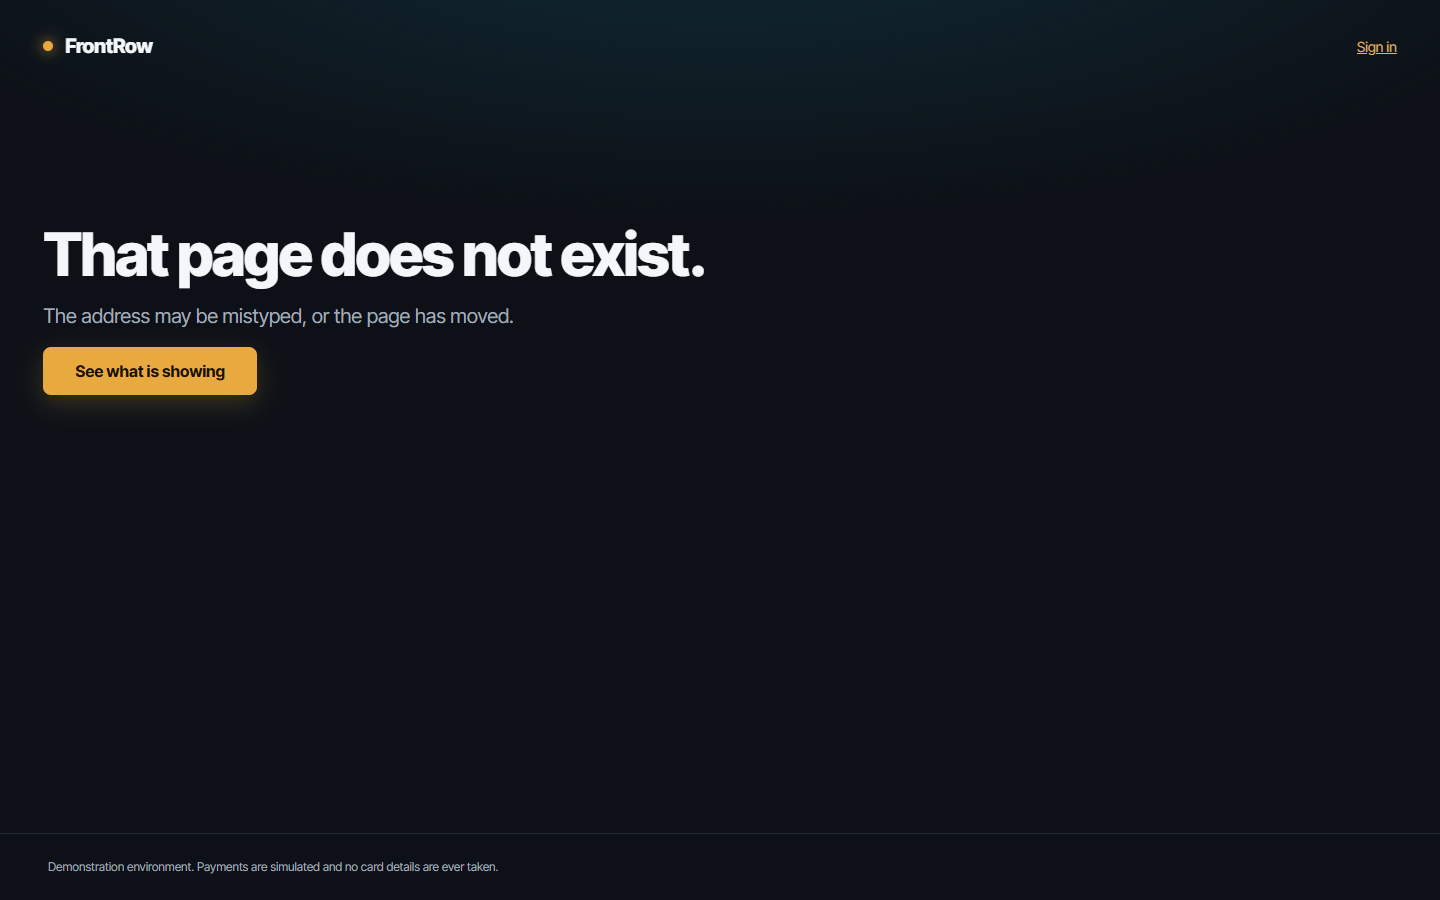 FrontRow
Sign in
That page does not exist.
The address may be mistyped, or the page has moved.
See what is showing
Demonstration environment. Payments are simulated and no card details are ever taken.